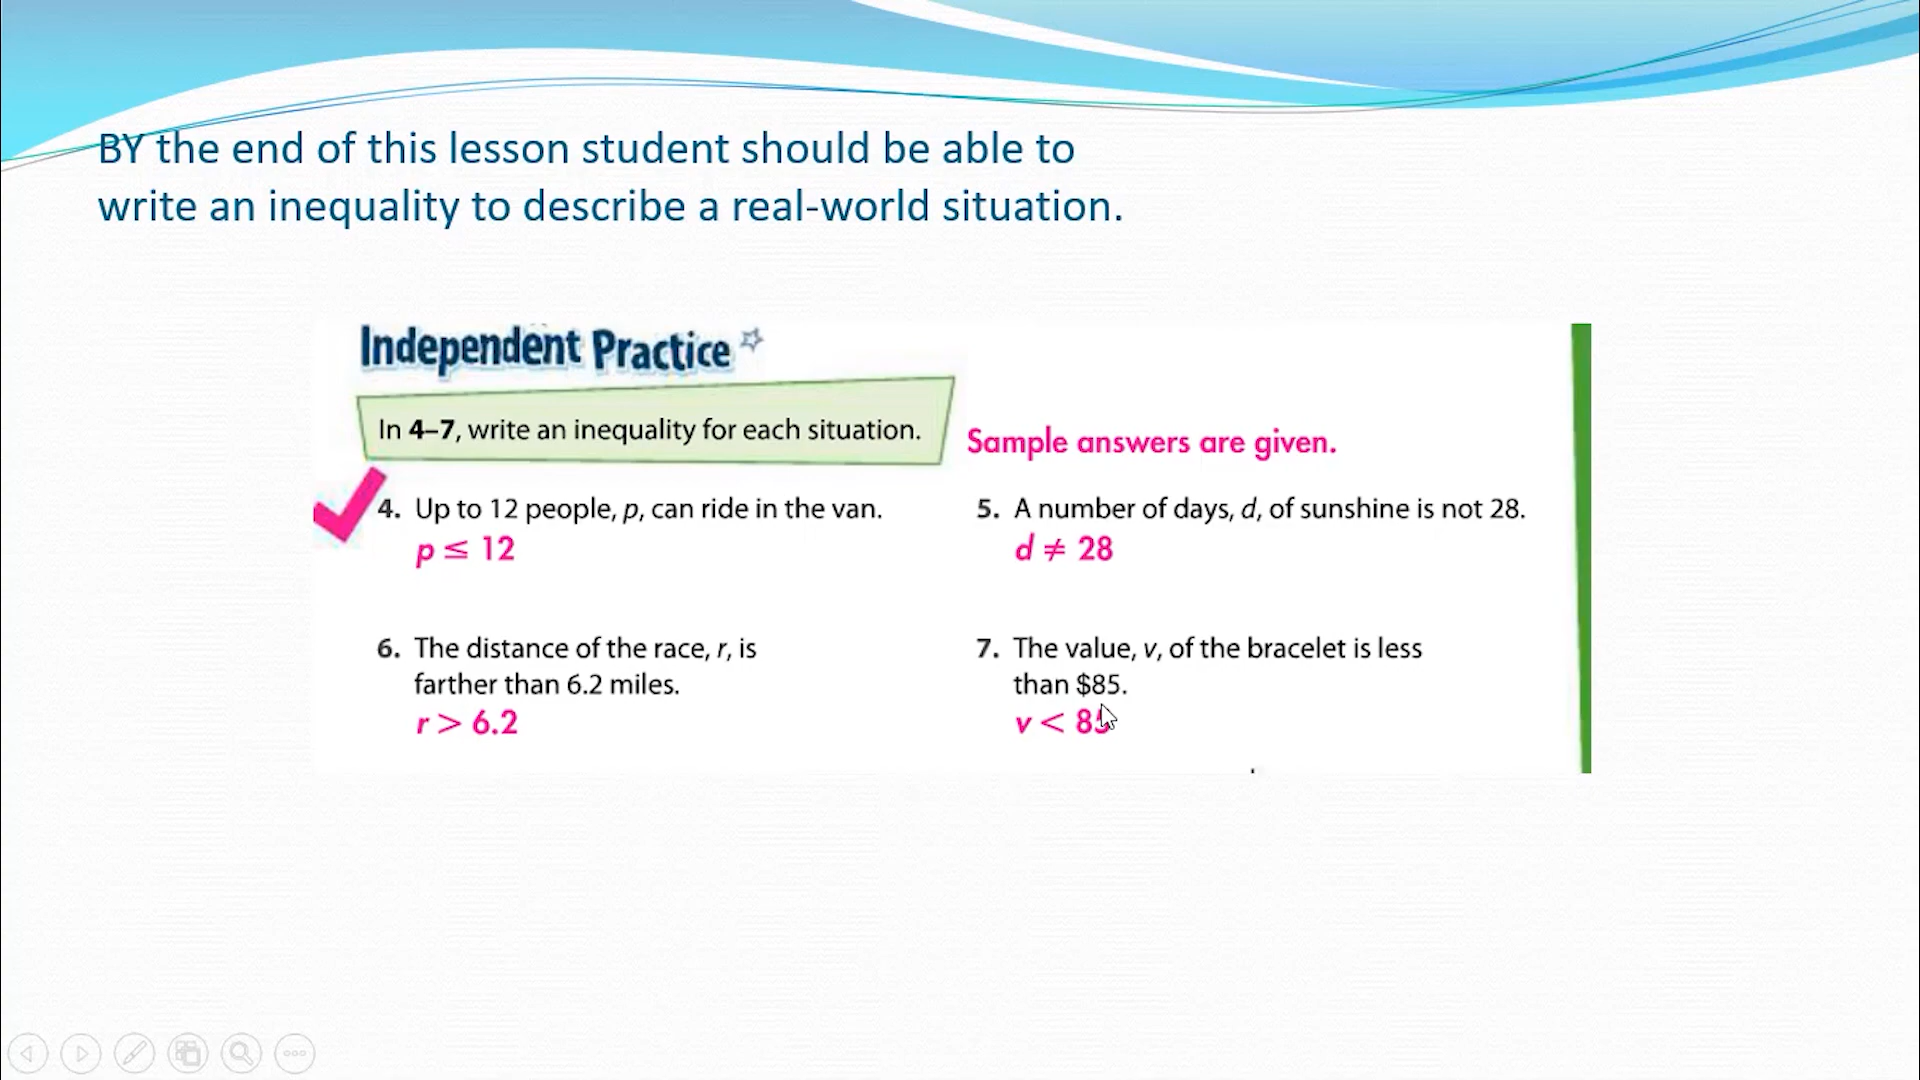 BY the end of this lesson student should be able to
write an inequality to describe a real-world situation.
Independent Practice
In 4–7, write an inequality for each situation.
Sample answers are given.
4. Up to 12 people, p, can ride in the van.
p ≤ 12
5. A number of days, d, of sunshine is not 28.
d ≠ 28
6. The distance of the race, r, is
farther than 6.2 miles.
r > 6.2
7. The value, v, of the bracelet is less
than $85.
v < 85